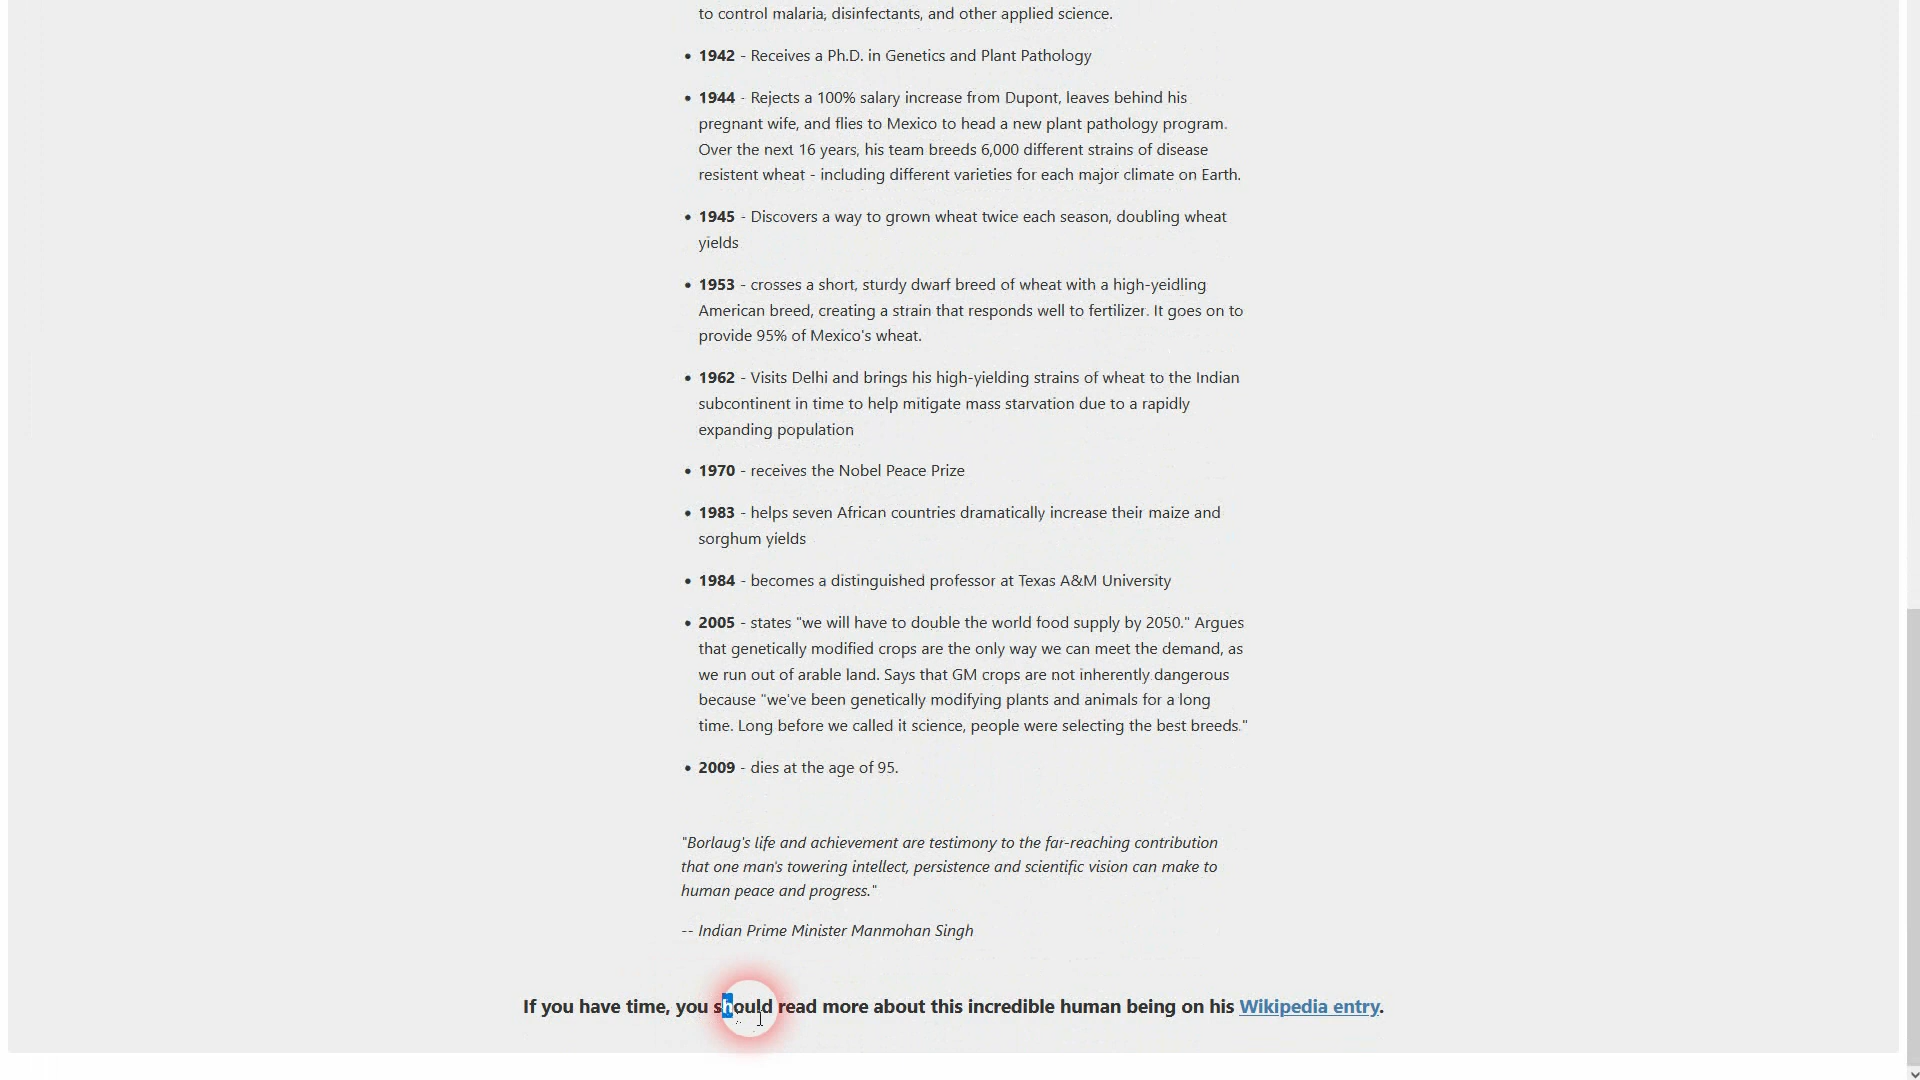 to control malaria, disinfectants, and other applied science.
• 1942 - Receives a Ph.D. in Genetics and Plant Pathology
• 1944 - Rejects a 100% salary increase from Dupont, leaves behind his
pregnant wife, and flies to Mexico to head a new plant pathology program.
Over the next 16 years, his team breeds 6,000 different strains of disease
resistent wheat - including different varieties for each major climate on Earth.
• 1945 - Discovers a way to grown wheat twice each season, doubling wheat
yields
• 1953 - crosses a short, sturdy dwarf breed of wheat with a high-yeidling
American breed, creating a strain that responds well to fertilizer. It goes on to
provide 95% of Mexico's wheat.
• 1962 - Visits Delhi and brings his high-yielding strains of wheat to the Indian
subcontinent in time to help mitigate mass starvation due to a rapidly
expanding population
• 1970 - receives the Nobel Peace Prize
• 1983 - helps seven African countries dramatically increase their maize and
sorghum yields
• 1984 - becomes a distinguished professor at Texas A&M University
• 2005 - states "we will have to double the world food supply by 2050." Argues
that genetically modified crops are the only way we can meet the demand, as
we run out of arable land. Says that GM crops are not inherently dangerous
because "we've been genetically modifying plants and animals for a long
time. Long before we called it science, people were selecting the best breeds."
• 2009 - dies at the age of 95.
"Borlaug's life and achievement are testimony to the far-reaching contribution
that one man's towering intellect, persistence and scientific vision can make to
human peace and progress."
-- Indian Prime Minister Manmohan Singh
If you have time, you should read more about this incredible human being on his Wikipedia entry.